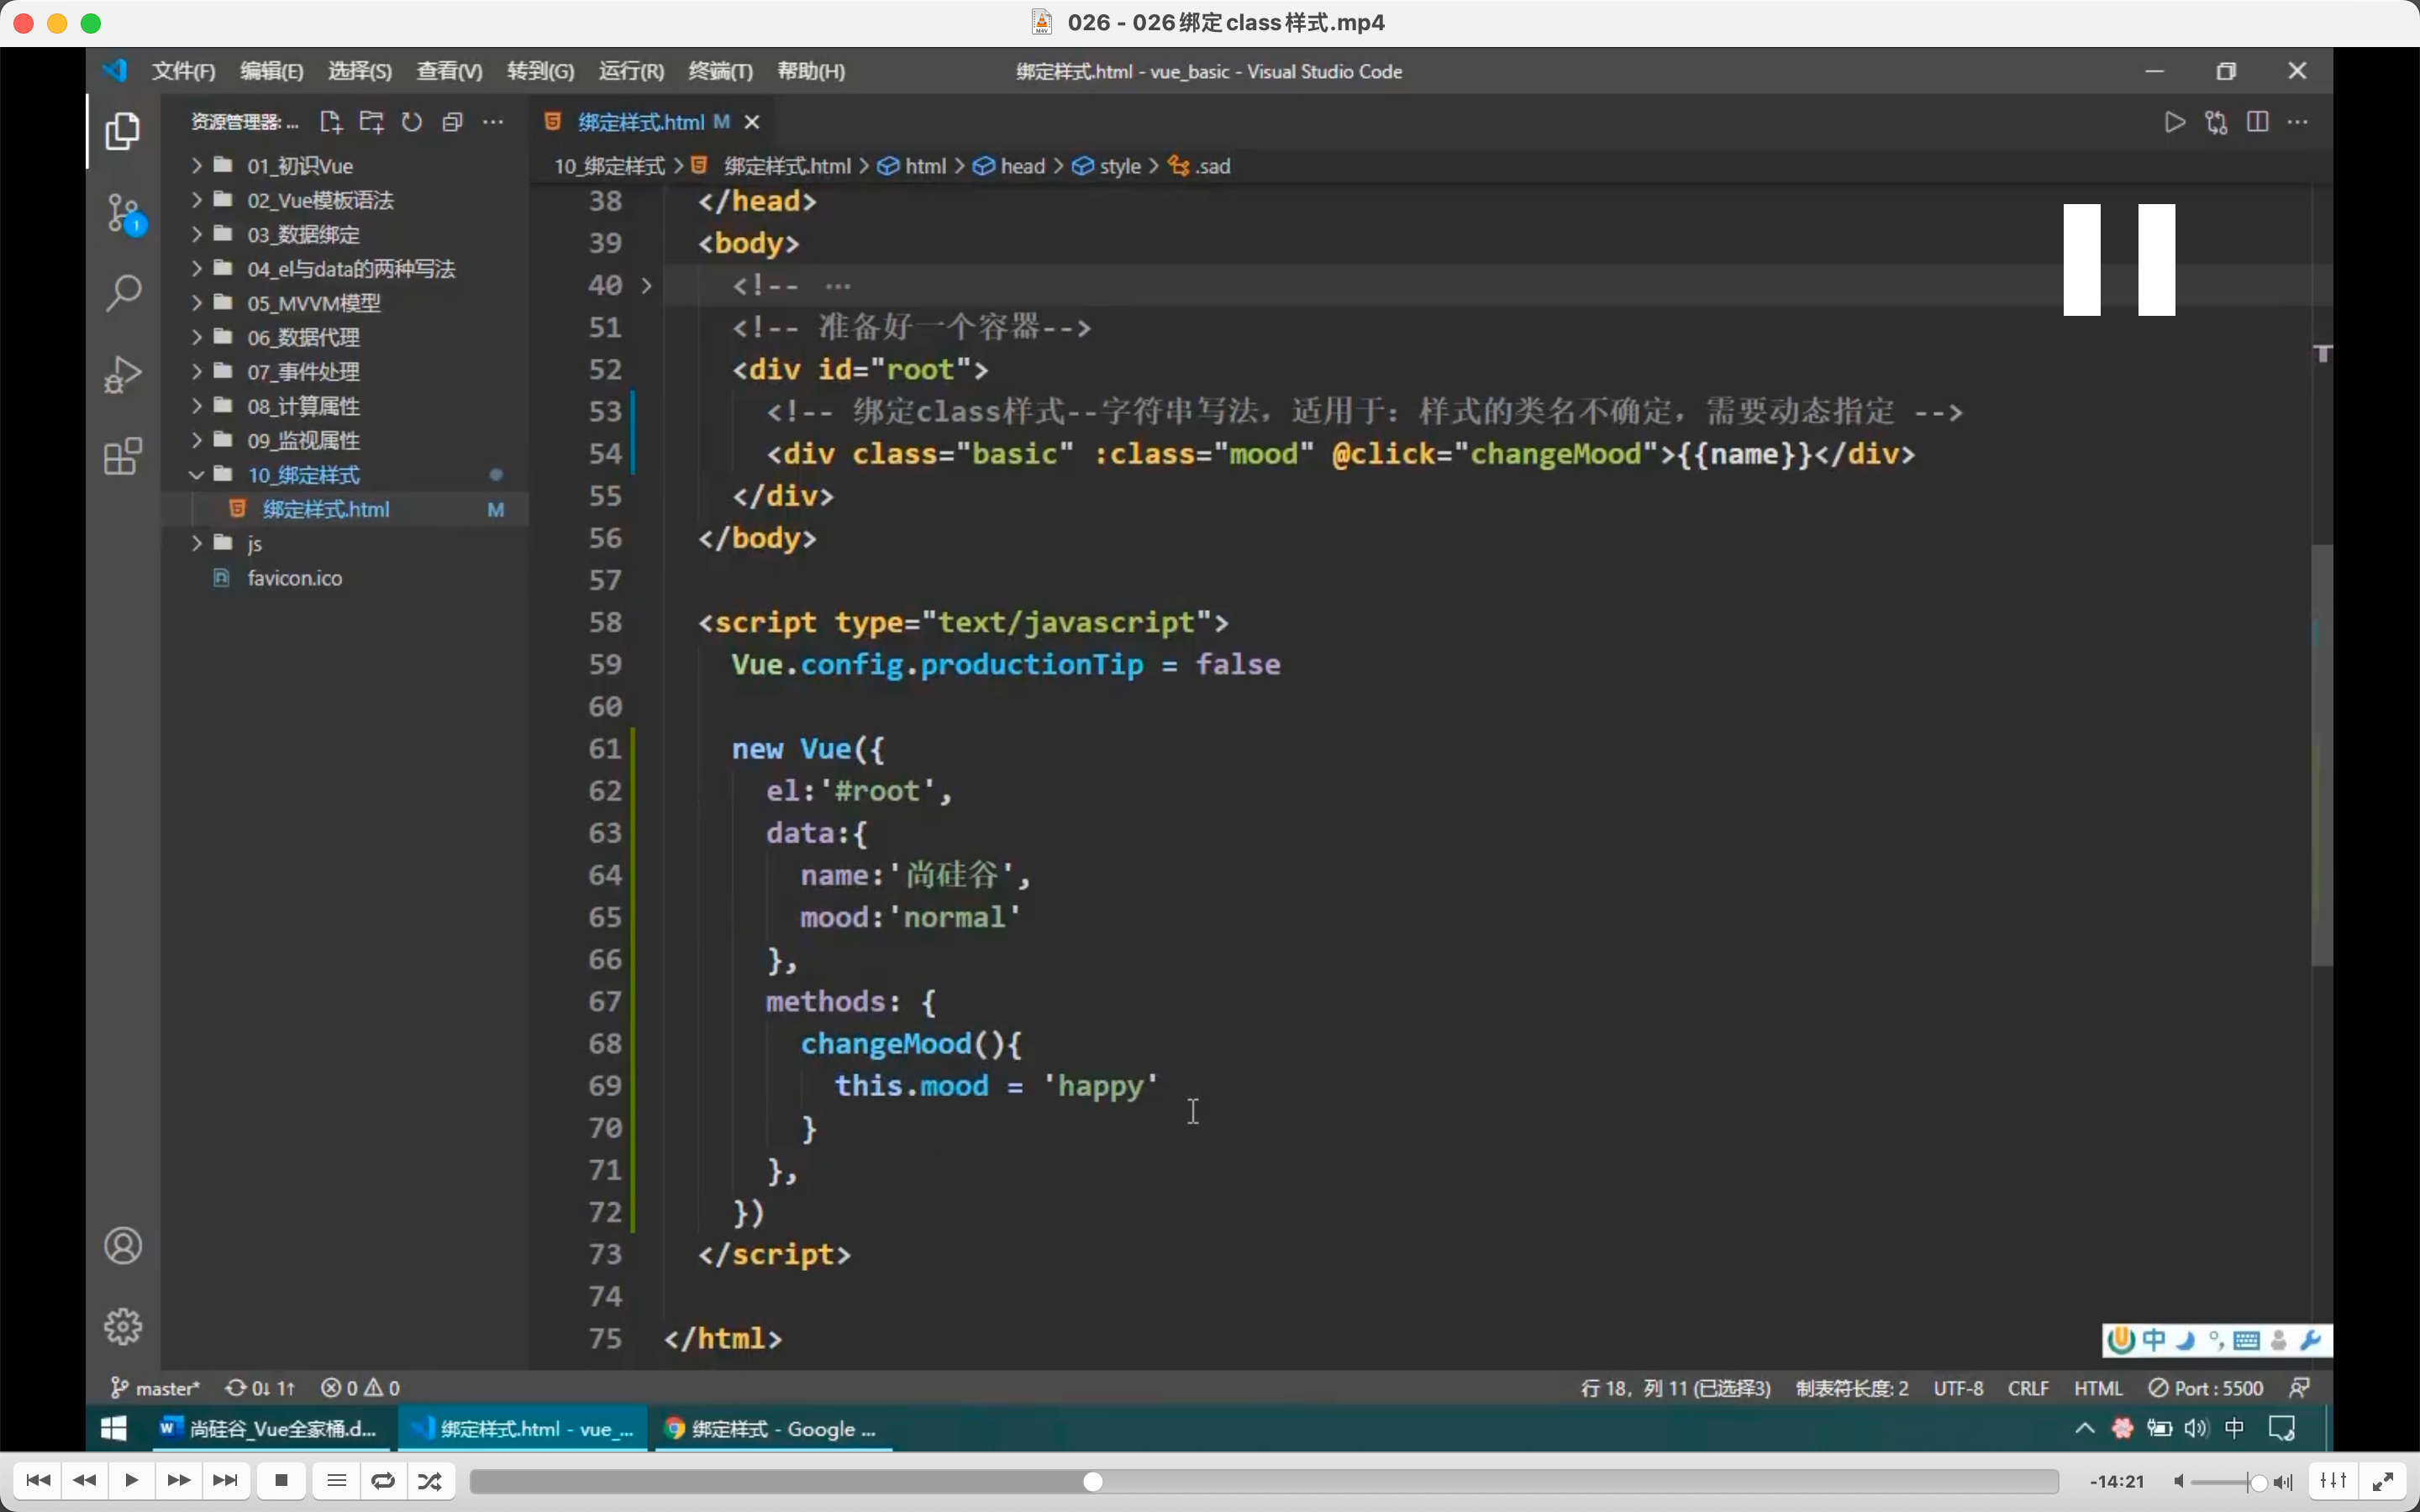 026 - 026绑定class样式.mp4
文件(F) 编辑(E) 选择(S) 查看(V) 转到(G) 运行(R) 终端(T) 帮助(H) 绑定样式.html - vue_basic - Visual Studio Code
资源管理器: ...
绑定样式.html M
10_绑定样式 > 绑定样式.html > html > head > style > .sad
01_初识Vue
02_Vue模板语法
03_数据绑定
04_el与data的两种写法
05_MVVM模型
06_数据代理
07_事件处理
08_计算属性
09_监视属性
10_绑定样式
绑定样式.html M
js
favicon.ico
1
38 </head>
39 <body>
40 <!-- ...
51 <!-- 准备好一个容器-->
52 <div id="root">
53 <!-- 绑定class样式--字符串写法，适用于：样式的类名不确定，需要动态指定 -->
54 <div class="basic" :class="mood" @click="changeMood">{{name}}</div>
55 </div>
56 </body>
57
58 <script type="text/javascript">
59 Vue.config.productionTip = false
60
61 new Vue({
62 el:'#root',
63 data:{
64 name:'尚硅谷',
65 mood:'normal'
66 },
67 methods: {
68 changeMood(){
69 this.mood = 'happy'
70 }
71 },
72 })
73 </script>
74
75 </html>
中
master* 0↓ 1↑ 0 0 行 18，列 11 (已选择3) 制表符长度: 2 UTF-8 CRLF HTML Port : 5500
尚硅谷_Vue全家桶.d... 绑定样式.html - vue_... 绑定样式 - Google ... 中
-14:21